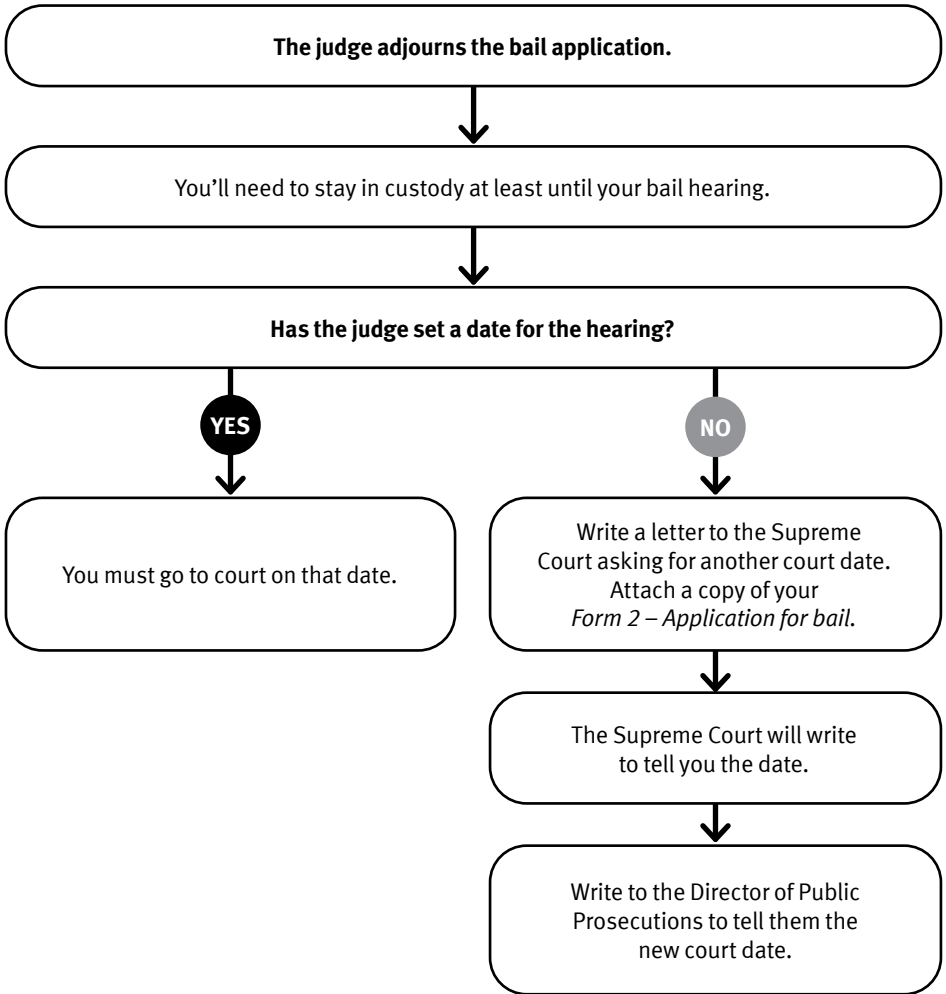 The judge adjourns the bail application.
You’ll need to stay in custody at least until your bail hearing.
Has the judge set a date for the hearing?
YES
NO
You must go to court on that date.
Write a letter to the Supreme
Court asking for another court date.
Attach a copy of your
Form 2 – Application for bail.
The Supreme Court will write
to tell you the date.
Write to the Director of Public
Prosecutions to tell them the
new court date.